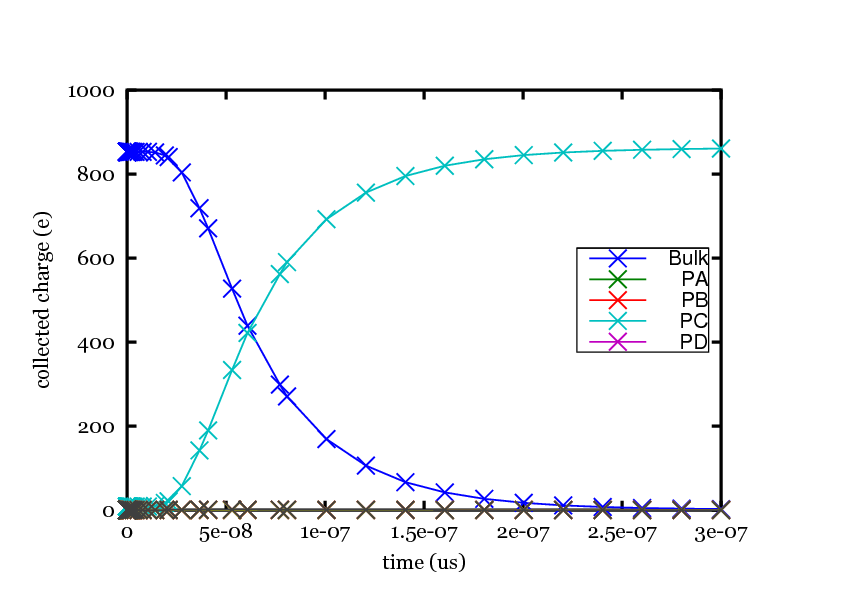 1000
800
600
400
200
0
collected charge (e)
Bulk
PA
PB
PC
PD
0 5e-08 1e-07 1.5e-07 2e-07 2.5e-07 3e-07
time (us)